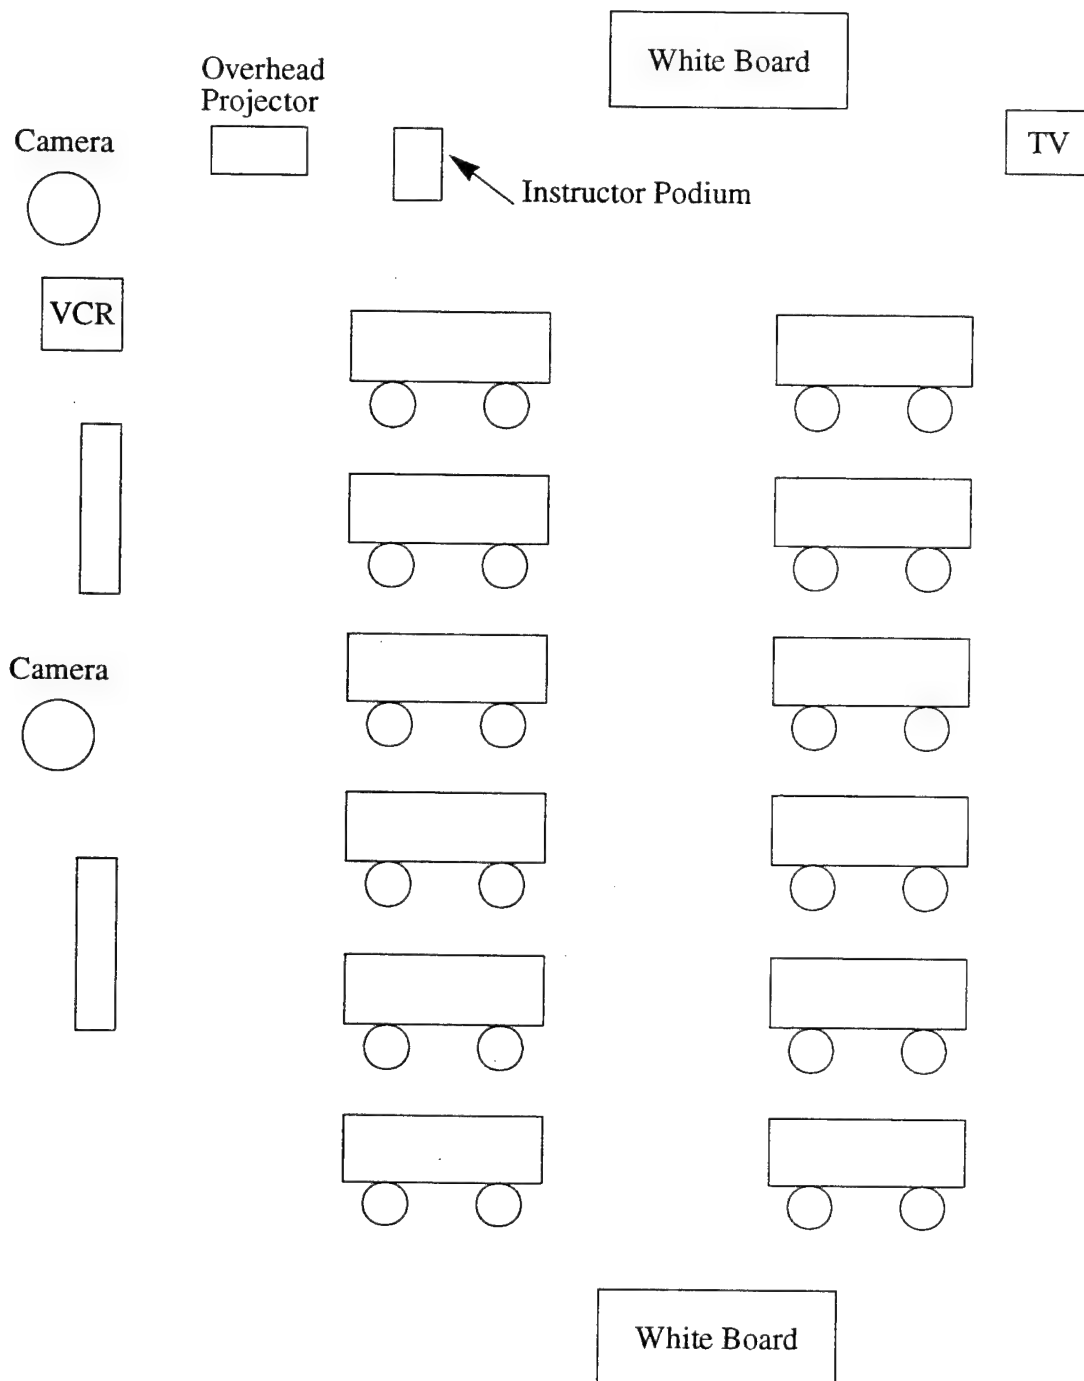 White Board
Overhead
Projector
Camera
TV
Instructor Podium
VCR
Camera
White Board